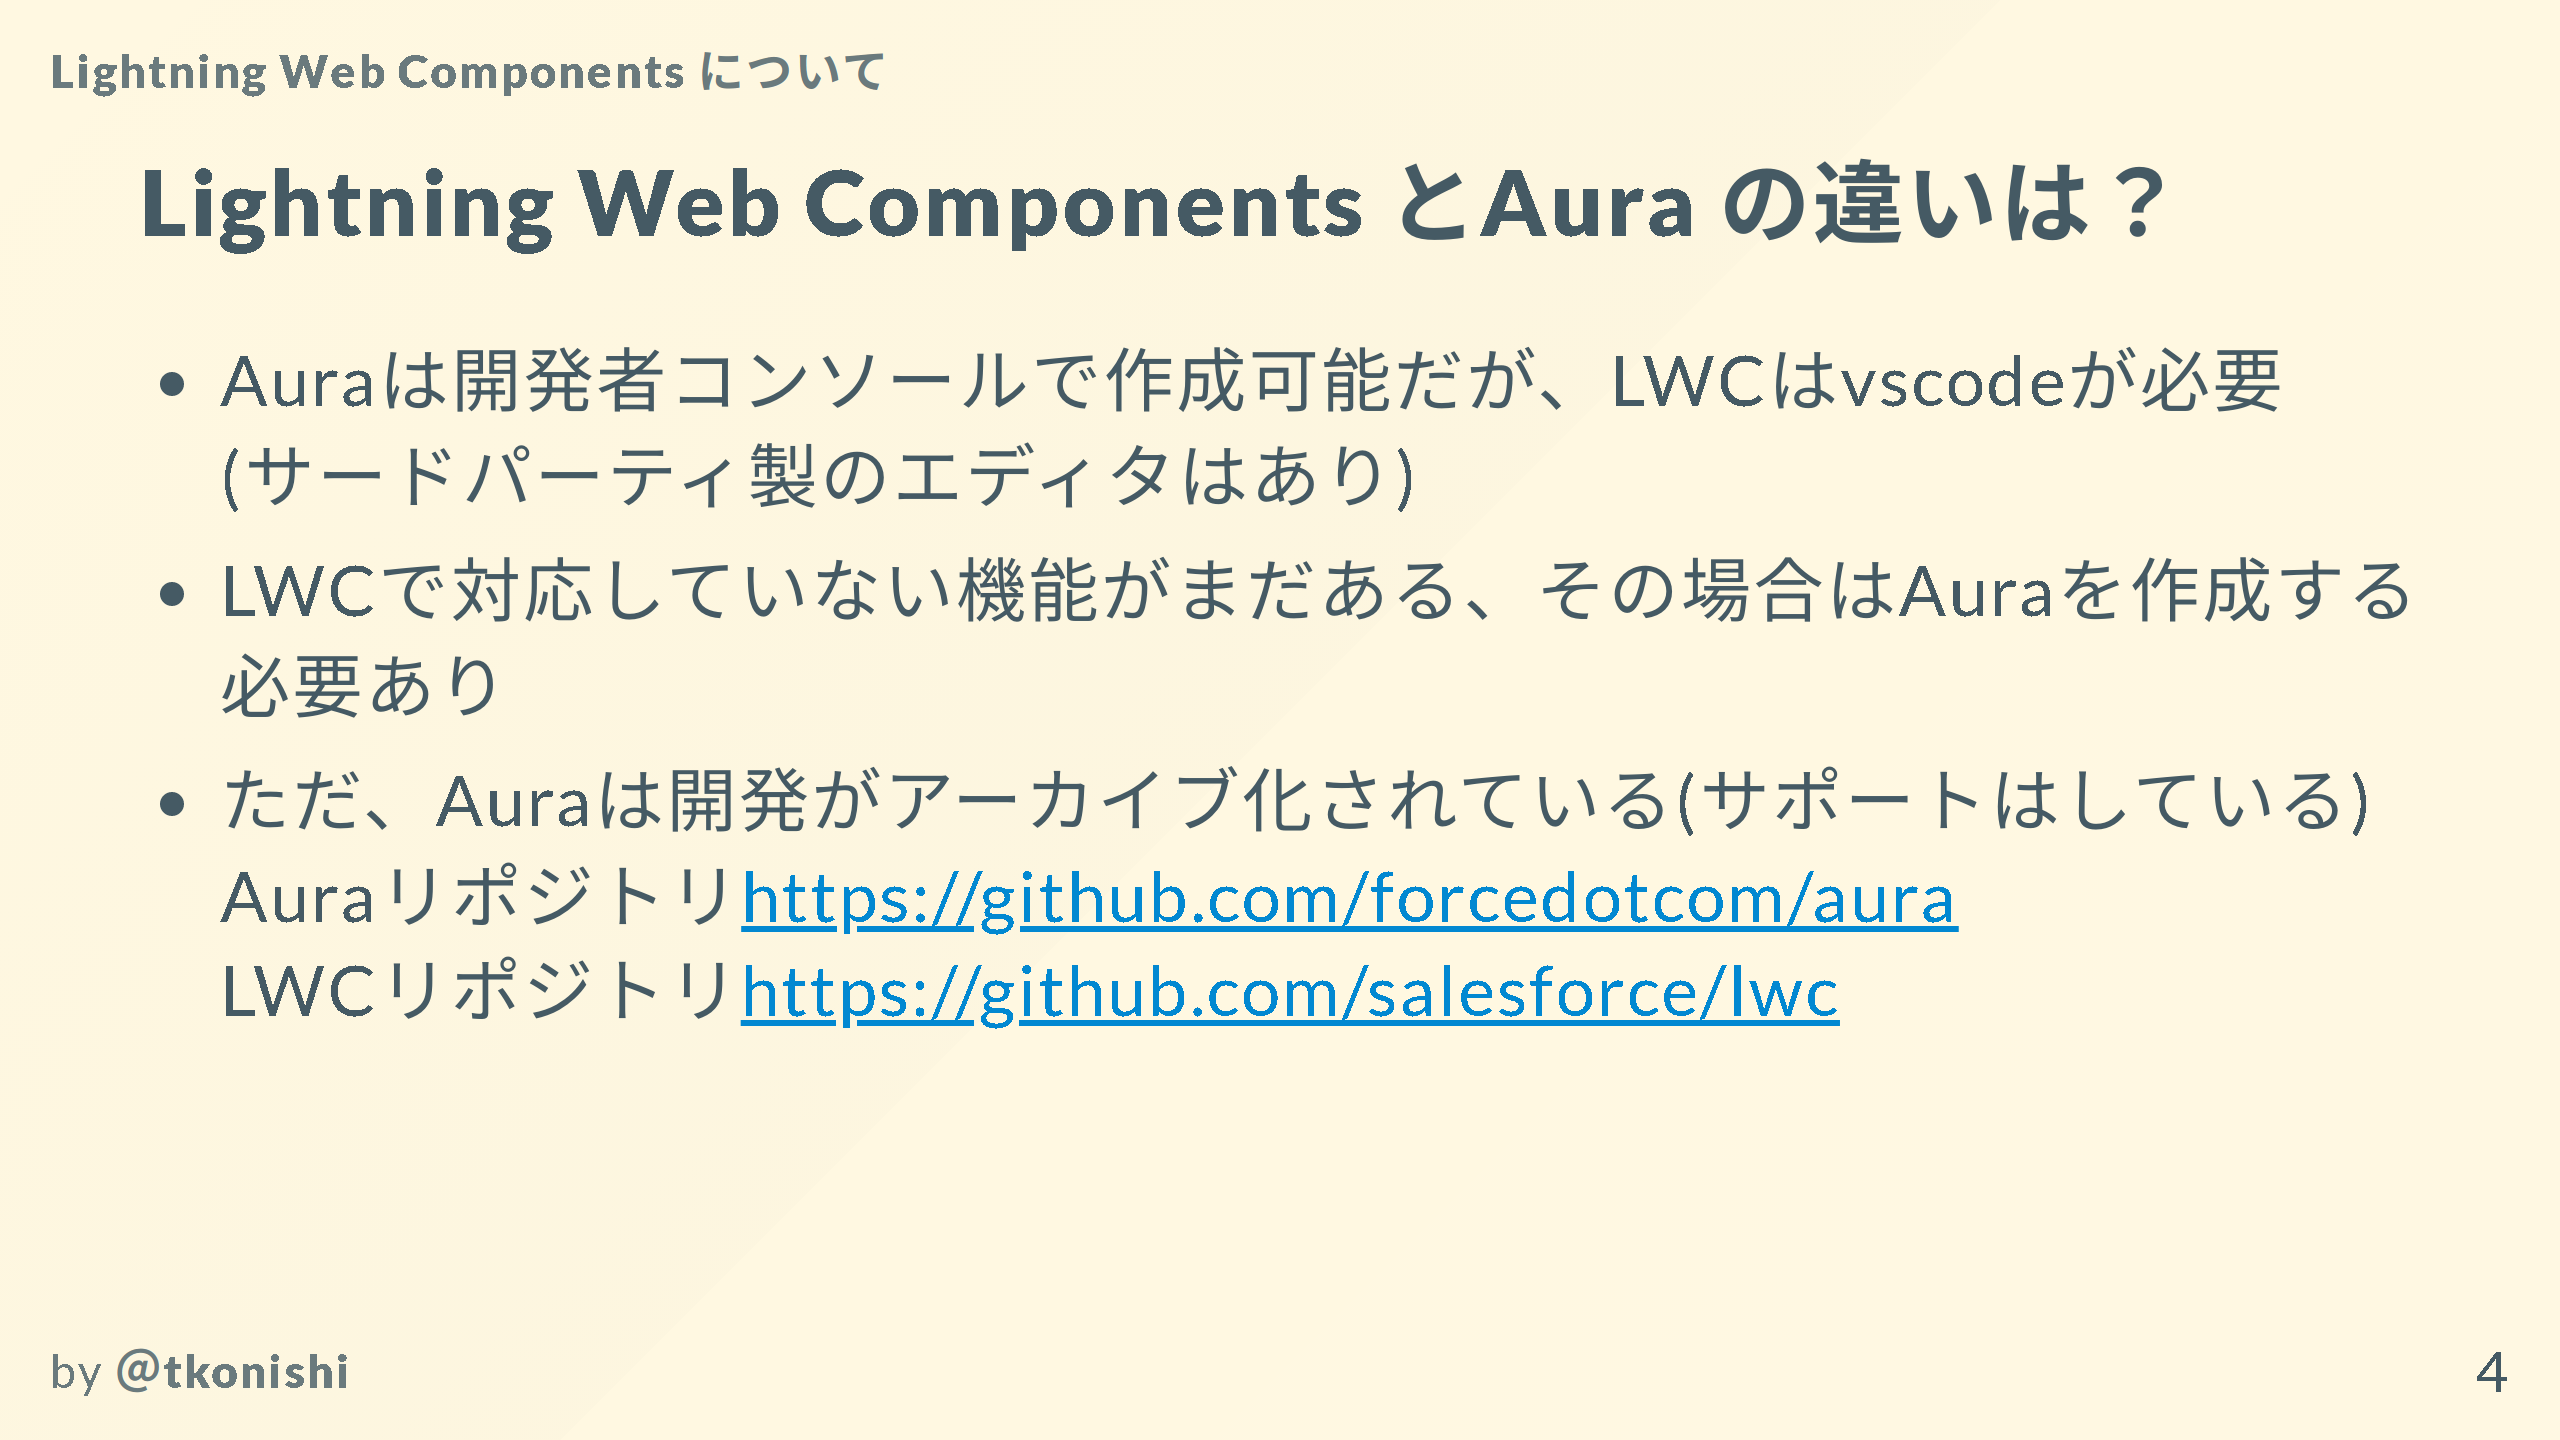 Lightning Web Components について
Lightning Web Components とAura の違いは？
• Auraは開発者コンソールで作成可能だが、LWCはvscodeが必要
(サードパーティ製のエディタはあり)
• LWCで対応していない機能がまだある、その場合はAuraを作成する
必要あり
• ただ、Auraは開発がアーカイブ化されている(サポートはしている)
Auraリポジトリhttps://github.com/forcedotcom/aura
LWCリポジトリhttps://github.com/salesforce/lwc
by ＠tkonishi
4